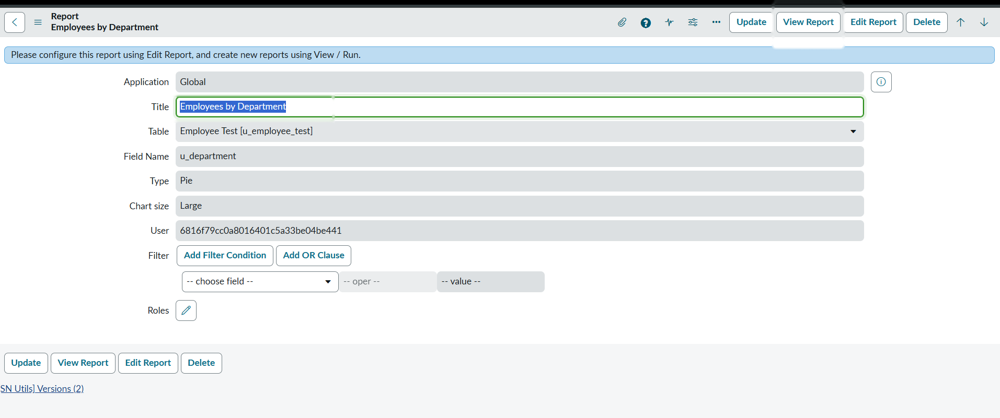 Report
Employees by Department
Update
View Report
Edit Report
Delete
Please configure this report using Edit Report, and create new reports using View / Run.
Application Global
Title Employees by Department
Table Employee Test [u_employee_test]
Field Name u_department
Type Pie
Chart size Large
User 6816f79cc0a8016401c5a33be04be441
Filter Add Filter Condition Add OR Clause
-- choose field -- -- oper -- -- value --
Roles
Update View Report Edit Report Delete
SN Utils] Versions (2)